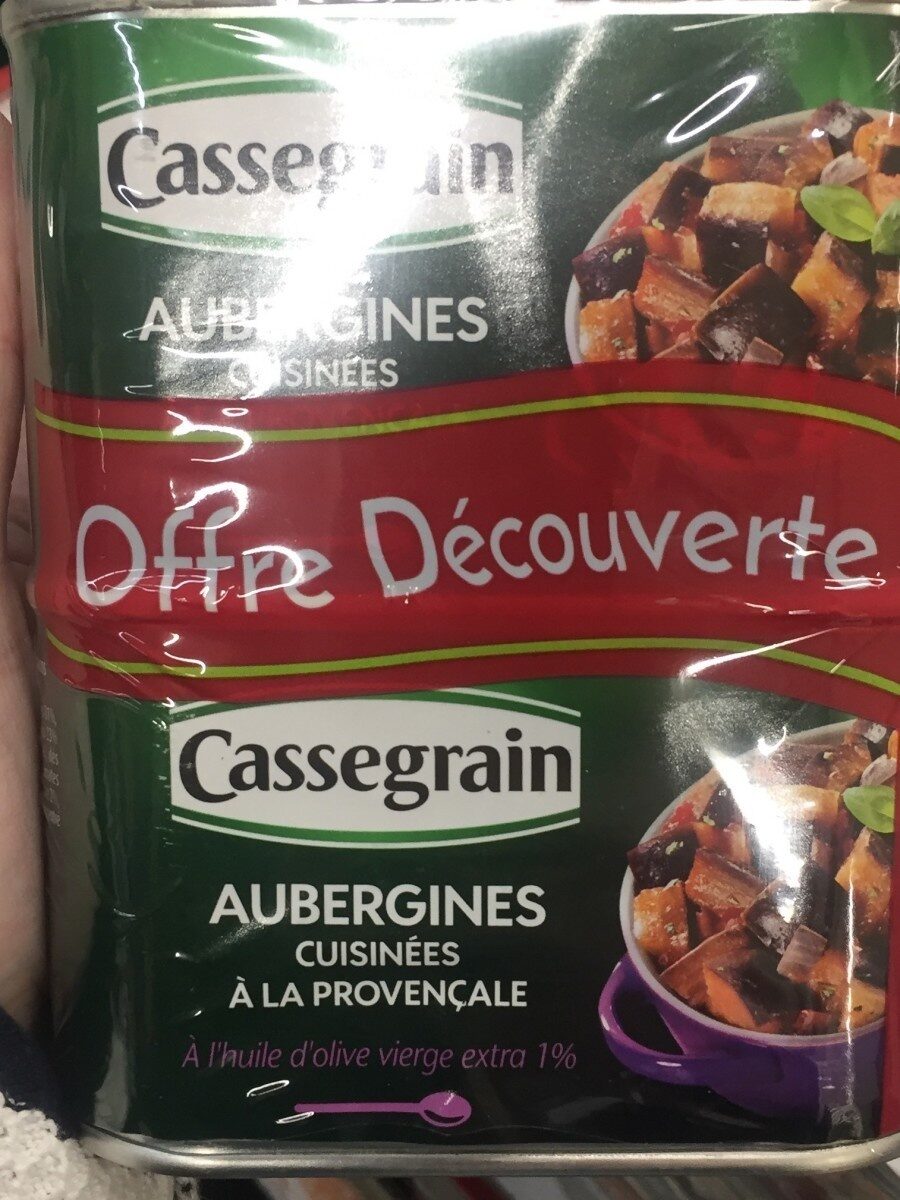 Cassegrain
AUBERGINES
CUISINÉES
Offre Découverte
Cassegrain
AUBERGINES
CUISINÉES
À LA PROVENÇALE
À l'huile d'olive vierge extra 1%